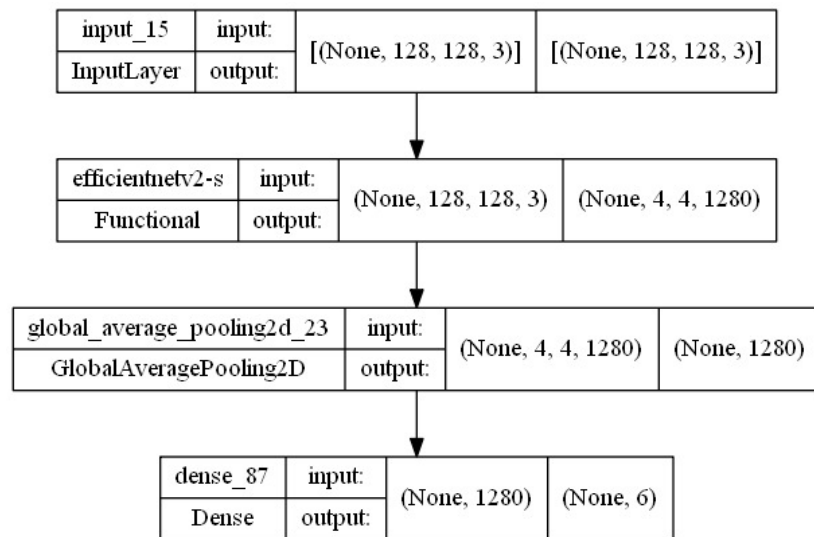 input_15 input: [(None, 128, 128, 3)] [(None, 128, 128, 3)]
InputLayer output:
efficientnetv2-s input: (None, 128, 128, 3) (None, 4, 4, 1280)
Functional output:
global_average_pooling2d_23 input: (None, 4, 4, 1280) (None, 1280)
GlobalAveragePooling2D output:
dense_87 input: (None, 1280) (None, 6)
Dense output: